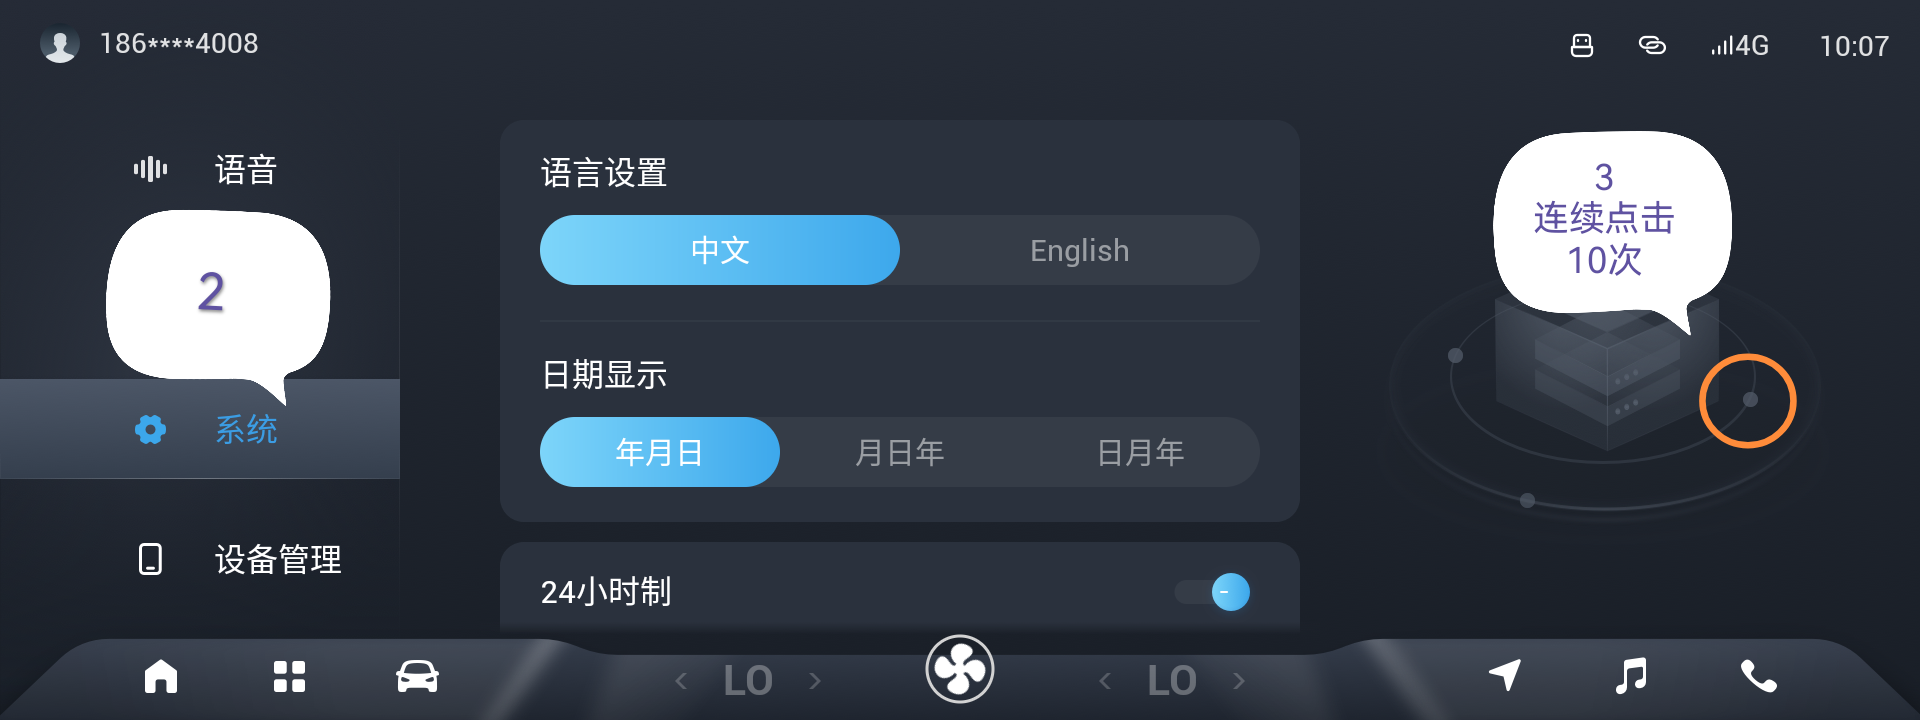 186****4008
4G
10:07
语音
2
系统
设备管理
语言设置
中文
English
日期显示
年月日
月日年
日月年
24小时制
3
连续点击
10次
< LO >
< LO >